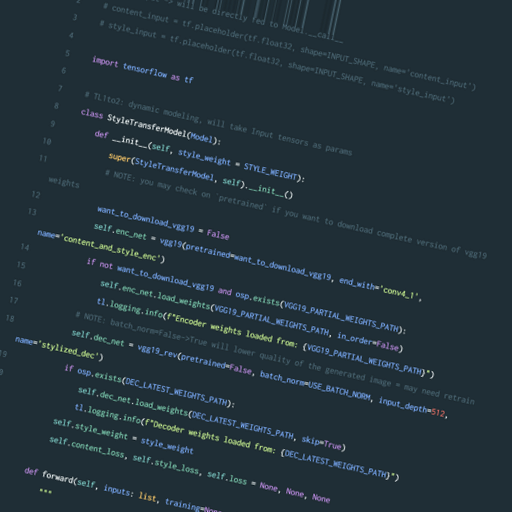 -> will be directly fed to Model.__call__
2 # content_input = tf.placeholder(tf.float32, shape=INPUT_SHAPE, name='content_input')
3 # style_input = tf.placeholder(tf.float32, shape=INPUT_SHAPE, name='style_input')
4
5 import tensorflow as tf
6
7 # TL!to2: dynamic modeling, will take Input tensors as params
8 class StyleTransferModel(Model):
9 def __init__(self, style_weight = STYLE_WEIGHT):
10 super(StyleTransferModel, self).__init__()
11 # NOTE: you may check on `pretrained` if you want to download complete version of vgg19
weights
12 want_to_download_vgg19 = False
13 self.enc_net = vgg19(pretrained=want_to_download_vgg19, end_with='conv4_1',
name='content_and_style_enc')
14 if not want_to_download_vgg19 and osp.exists(VGG19_PARTIAL_WEIGHTS_PATH):
15 self.enc_net.load_weights(VGG19_PARTIAL_WEIGHTS_PATH, in_order=False)
16 tl.logging.info(f"Encoder weights loaded from: {VGG19_PARTIAL_WEIGHTS_PATH}")
17 # NOTE: batch_norm=False->True will lower quality of the generated image = may need retrain
18 self.dec_net = vgg19_rev(pretrained=False, batch_norm=USE_BATCH_NORM, input_depth=512,
name='stylized_dec')
19 if osp.exists(DEC_LATEST_WEIGHTS_PATH):
self.dec_net.load_weights(DEC_LATEST_WEIGHTS_PATH, skip=True)
tl.logging.info(f"Decoder weights loaded from: {DEC_LATEST_WEIGHTS_PATH}")
self.style_weight = style_weight
self.content_loss, self.style_loss, self.loss = None, None, None
def forward(self, inputs: list, training=None
"""